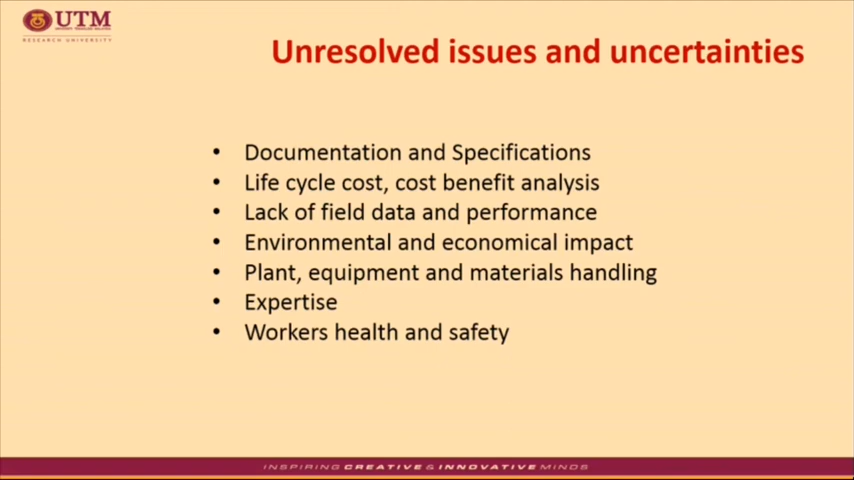 UTM
RESEARCH UNIVERSITY
Unresolved issues and uncertainties
• Documentation and Specifications
• Life cycle cost, cost benefit analysis
• Lack of field data and performance
• Environmental and economical impact
• Plant, equipment and materials handling
• Expertise
• Workers health and safety
INSPIRING CREATIVE & INNOVATIVE MINDS